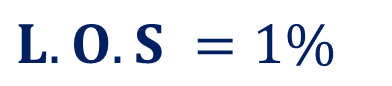 L. O. S = 1%